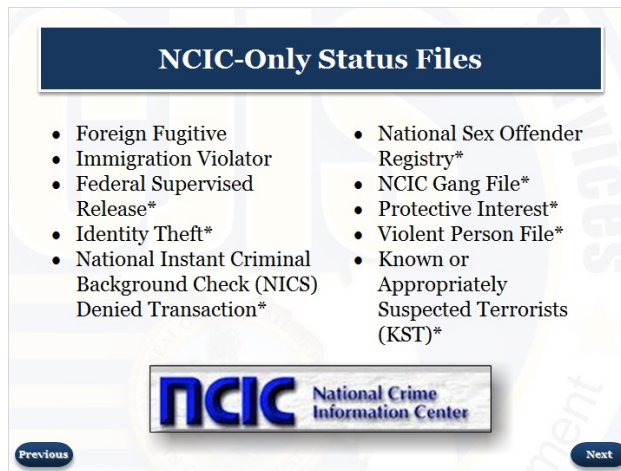 NCIC-Only Status Files
• Foreign Fugitive
• Immigration Violator
• Federal Supervised
Release*
• Identity Theft*
• National Instant Criminal
Background Check (NICS)
Denied Transaction*
• National Sex Offender
Registry*
• NCIC Gang File*
• Protective Interest*
• Violent Person File*
• Known or
Appropriately
Suspected Terrorists
(KST)*
NCIC National Crime
Information Center
Previous
Next